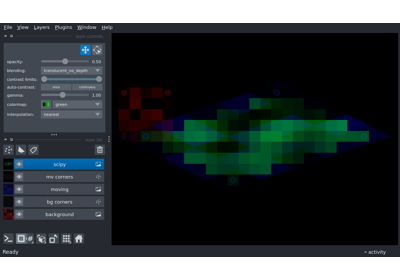 File View Layers Plugins Window Help
opacity: 0.50
blending: translucent_no_depth
contrast limits:
auto-contrast: once continuous
gamma: 1.00
colormap: green
interpolation: nearest
scipy
mv corners
moving
bg corners
background
Ready activity